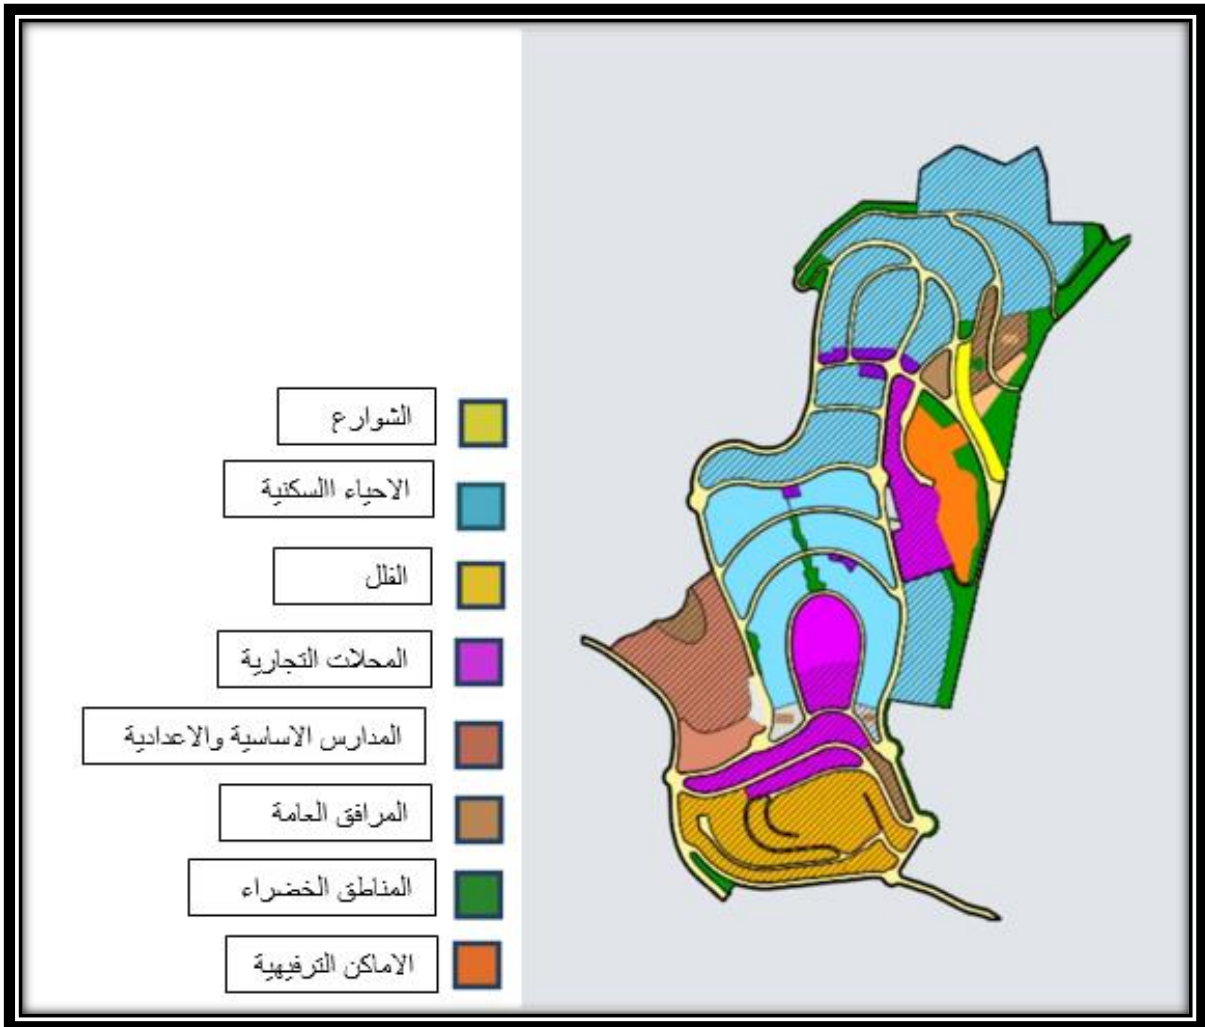 الشوارع
الاحياء االسكنية
الفلل
المحلات التجارية
المدارس الاساسية والاعدادية
المرافق العامة
المناطق الخضراء
الاماكن الترفيهية